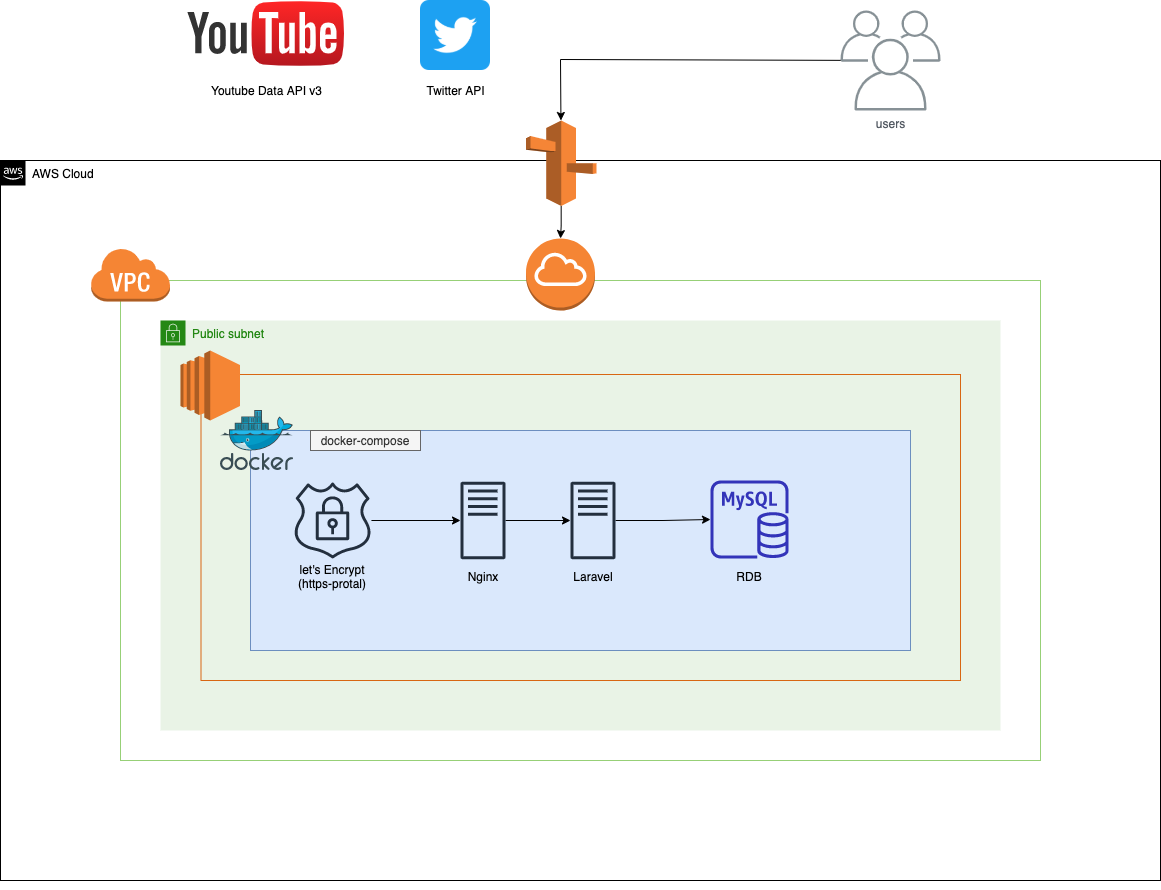 YouTube
Youtube Data API v3
Twitter API
users
aws
AWS Cloud
VPC
Public subnet
docker
docker-compose
MySQL
let's Encrypt
(https-protal)
Nginx
Laravel
RDB